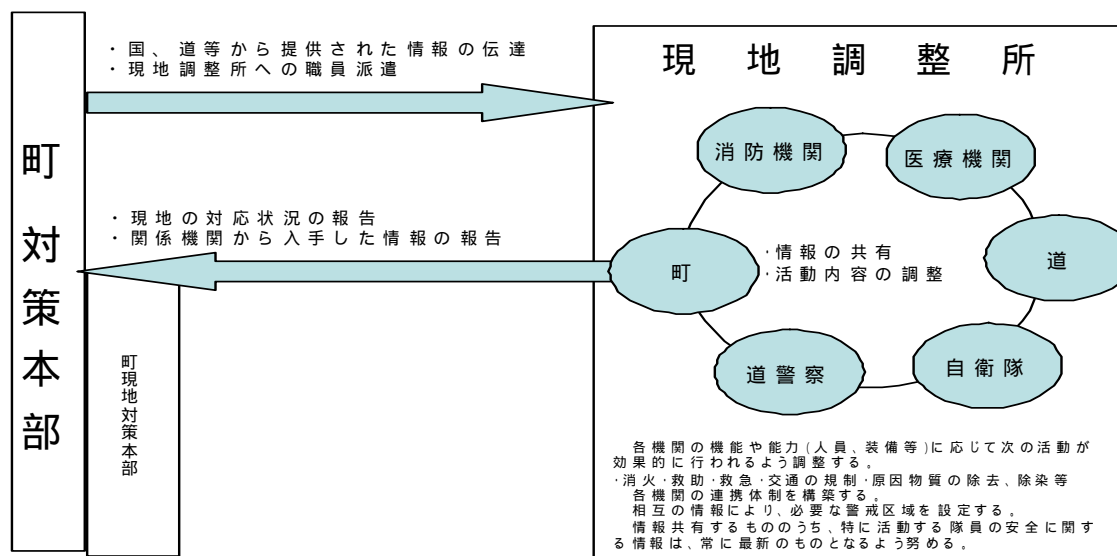 ・国、道等から提供された情報の伝達
・現地調整所への職員派遣
町対策本部
・現地の対応状況の報告
・関係機関から入手した情報の報告
町現地対策本部
現地調整所
消防機関
医療機関
町
・情報の共有
・活動内容の調整
道
道警察
自衛隊
各機関の機能や能力(人員、装備等)に応じて次の活動が
効果的に行われるよう調整する。
・消火・救助・救急・交通の規制・原因物質の除去、除染等
各機関の連携体制を構築する。
相互の情報により、必要な警戒区域を設定する。
情報共有するもののうち、特に活動する隊員の安全に関す
る情報は、常に最新のものとなるよう努める。